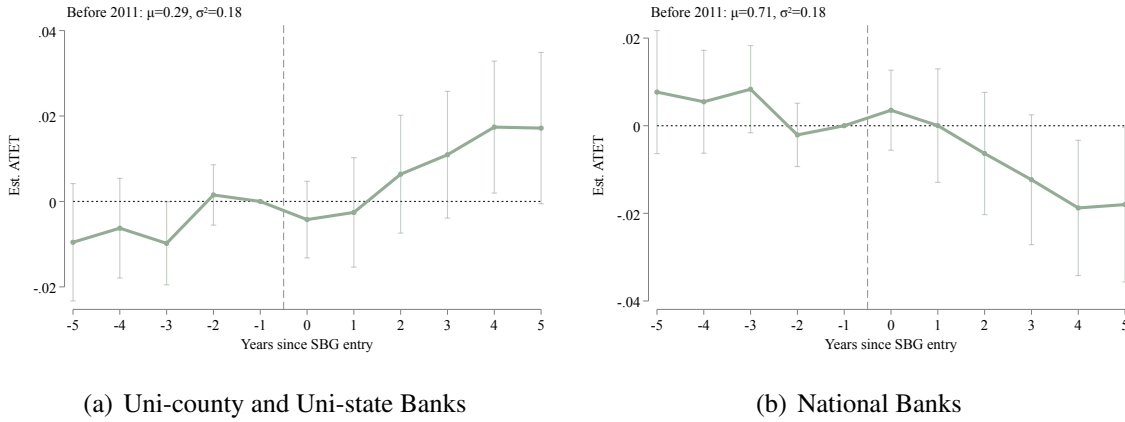 Before 2011: μ=0.29, σ²=0.18
.04
.02
0
-.02
Est. ATET
-5 -4 -3 -2 -1 0 1 2 3 4 5
Years since SBG entry
(a) Uni-county and Uni-state Banks
Before 2011: μ=0.71, σ²=0.18
0.02
0
-.02
-.04
Est. ATET
-5 -4 -3 -2 -1 0 1 2 3 4 5
Years since SBG entry
(b) National Banks